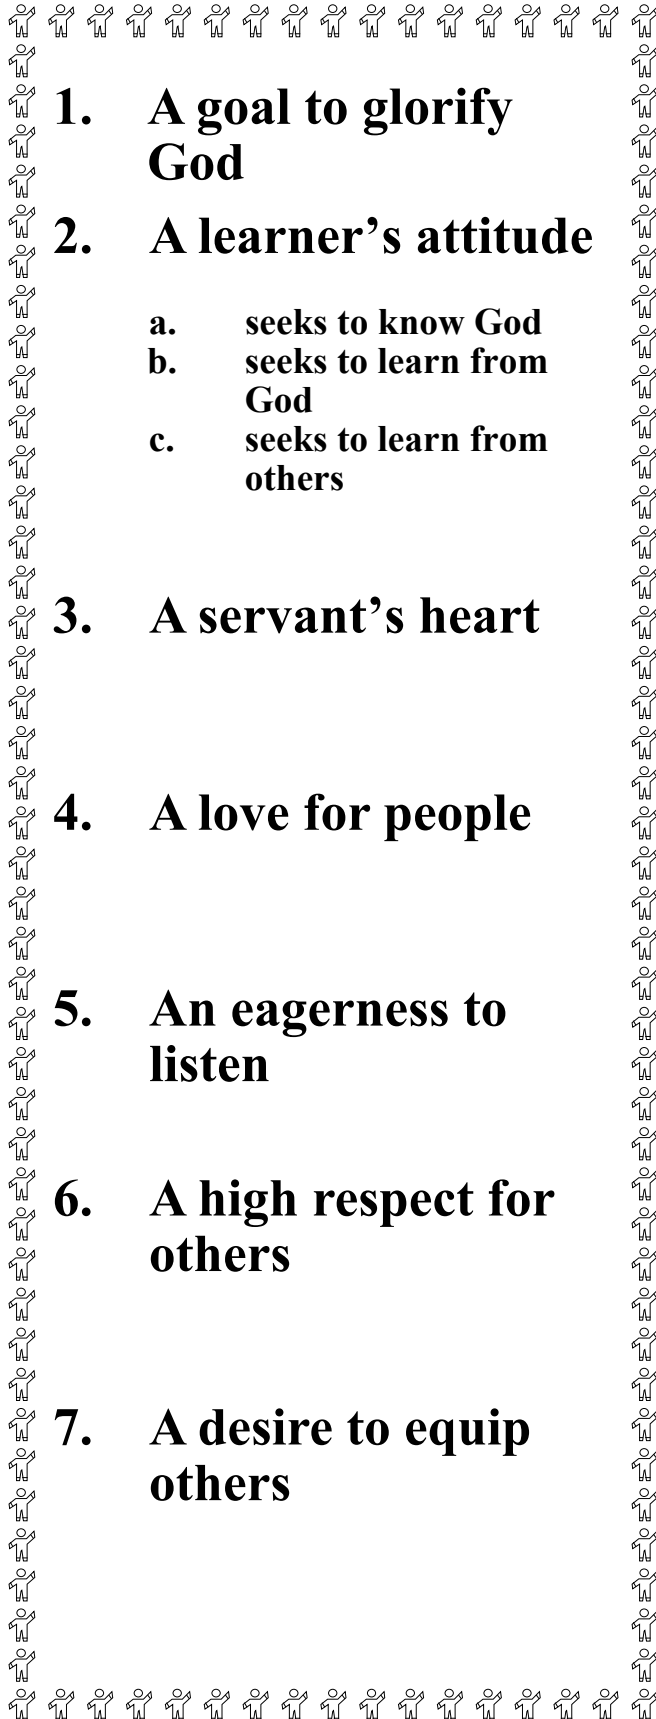 1. A goal to glorify
God
2. A learner’s attitude
a. seeks to know God
b. seeks to learn from
God
c. seeks to learn from
others
3. A servant’s heart
4. A love for people
5. An eagerness to
listen
6. A high respect for
others
7. A desire to equip
others